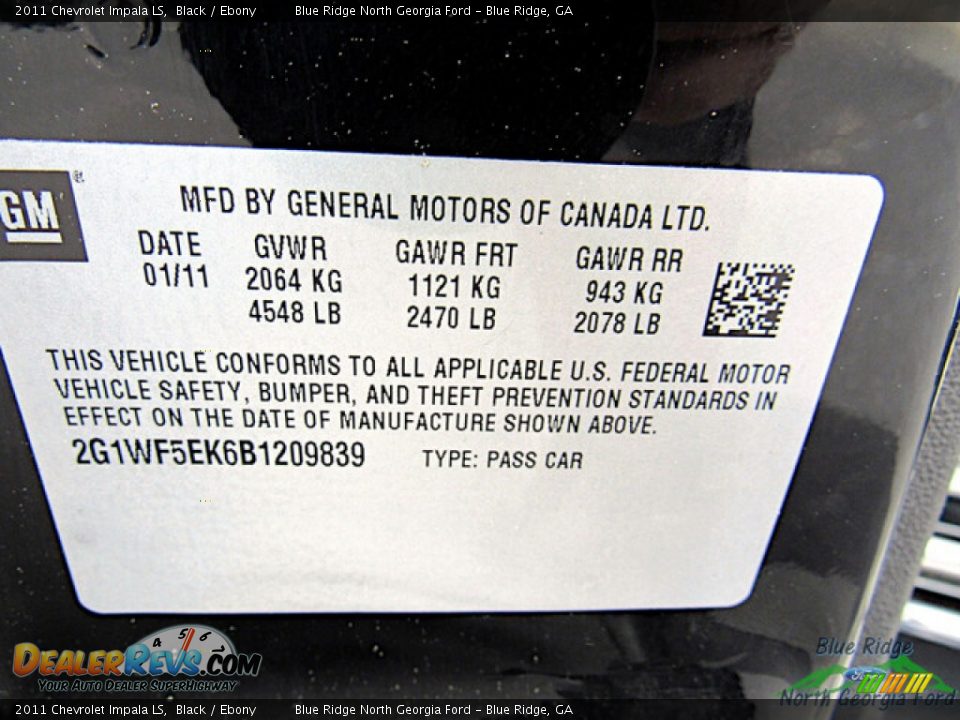 2011 Chevrolet Impala LS, Black / Ebony Blue Ridge North Georgia Ford - Blue Ridge, GA
GM
MFD BY GENERAL MOTORS OF CANADA LTD.
DATE GVWR GAWR FRT GAWR RR
01/11 2064 KG 1121 KG 943 KG
4548 LB 2470 LB 2078 LB
THIS VEHICLE CONFORMS TO ALL APPLICABLE U.S. FEDERAL MOTOR
VEHICLE SAFETY, BUMPER, AND THEFT PREVENTION STANDARDS IN
EFFECT ON THE DATE OF MANUFACTURE SHOWN ABOVE.
2G1WF5EK6B1209839 TYPE: PASS CAR
4 5 6
DealerRevs.com
Your Auto Dealer SuperHighway
Blue Ridge
North Georgia Ford
2011 Chevrolet Impala LS, Black / Ebony Blue Ridge North Georgia Ford - Blue Ridge, GA